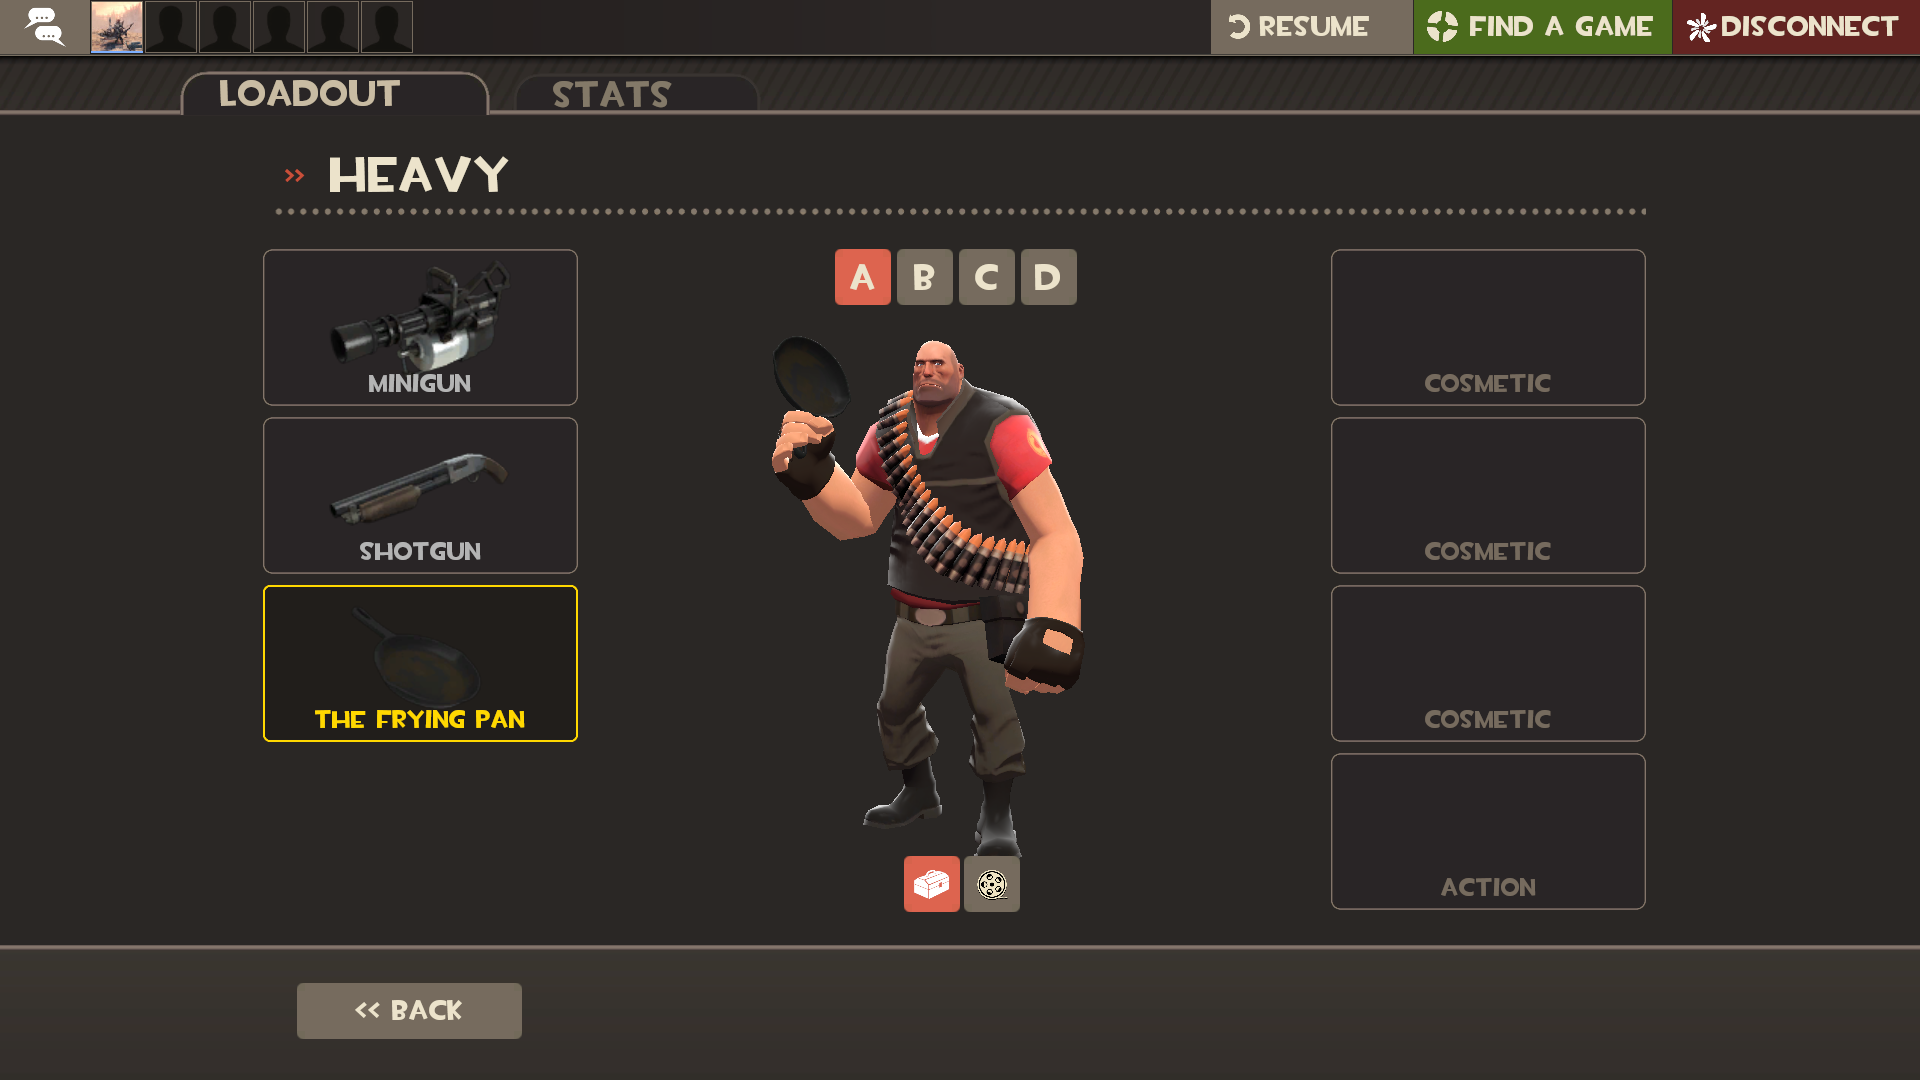 RESUME
FIND A GAME
DISCONNECT
LOADOUT
STATS
>> HEAVY
A B C D
MINIGUN
SHOTGUN
THE FRYING PAN
COSMETIC
COSMETIC
COSMETIC
ACTION
<< BACK